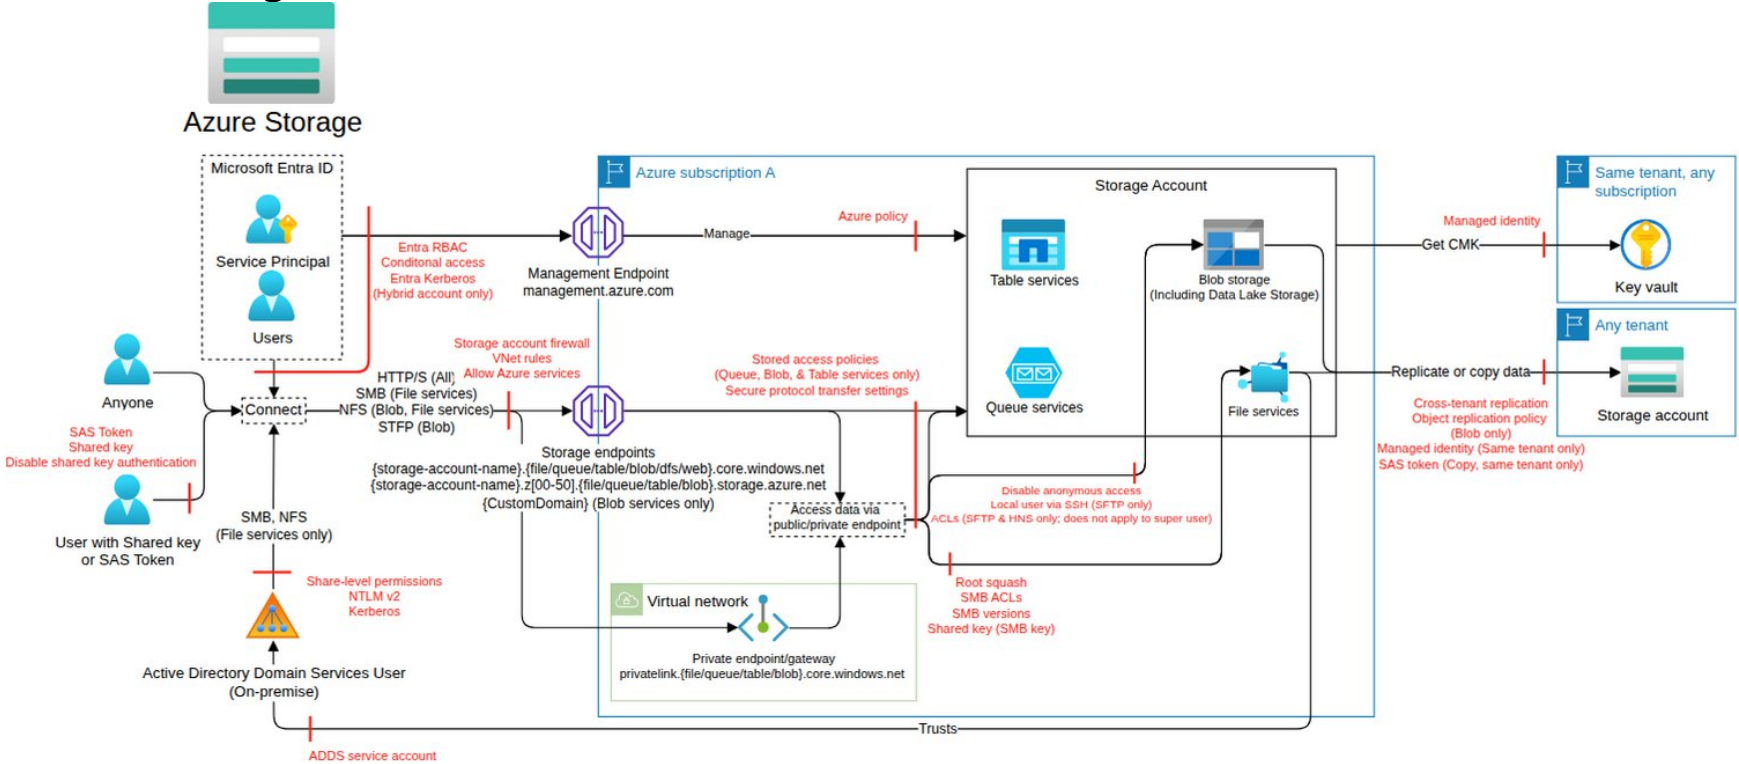 Azure Storage
Microsoft Entra ID
Service Principal
Users
Anyone
SAS Token
Shared key
Disable shared key authentication
User with Shared key
or SAS Token
Connect
SMB, NFS
(File services only)
Share-level permissions
NTLM v2
Kerberos
Active Directory Domain Services User
(On-premise)
ADDS service account
Trusts
Entra RBAC
Conditonal access
Entra Kerberos
(Hybrid account only)
Storage account firewall
VNet rules
Allow Azure services
HTTP/S (All)
SMB (File services)
NFS (Blob, File services)
STFP (Blob)
Azure subscription A
Management Endpoint
management.azure.com
Manage
Azure policy
Stored access policies
(Queue, Blob, & Table services only)
Secure protocol transfer settings
Storage endpoints
{storage-account-name}.{file/queue/table/blob/dfs/web}.core.windows.net
{storage-account-name}.z[00-50].{file/queue/table/blob}.storage.azure.net
{CustomDomain} (Blob services only)
Access data via
public/private endpoint
Virtual network
Private endpoint/gateway
privatelink.{file/queue/table/blob}.core.windows.net
Storage Account
Table services
Blob storage
(Including Data Lake Storage)
Queue services
File services
Disable anonymous access
Local user via SSH (SFTP only)
ACLs (SFTP & HNS only; does not apply to super user)
Root squash
SMB ACLs
SMB versions
Shared key (SMB key)
Managed identity
Get CMK
Same tenant, any
subscription
Key vault
Any tenant
Replicate or copy data
Storage account
Cross-tenant replication
Object replication policy
(Blob only)
Managed identity (Same tenant only)
SAS token (Copy, same tenant only)